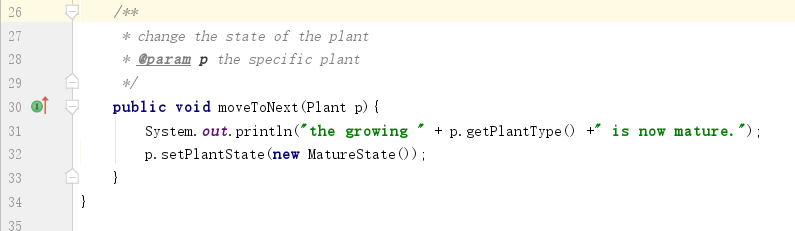 26 /**
27 * change the state of the plant
28 * @param p the specific plant
29 */
30 public void moveToNext(Plant p){
31 System.out.println("the growing " + p.getPlantType() +" is now mature.");
32 p.setPlantState(new MatureState());
33 }
34 }
35